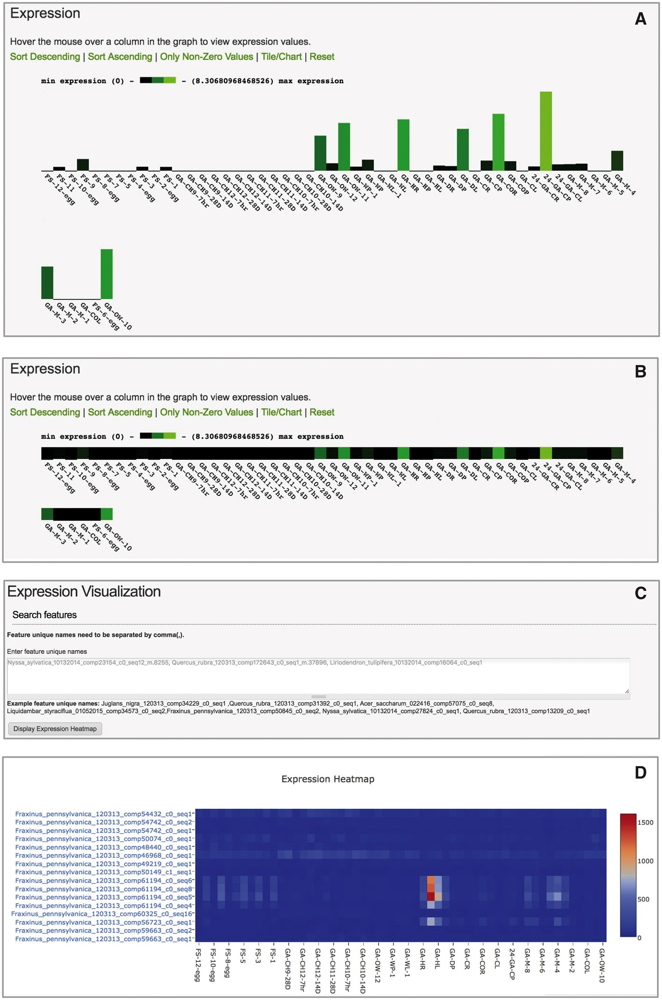 Expression
A
Hover the mouse over a column in the graph to view expression values.
Sort Descending | Sort Ascending | Only Non-Zero Values | Tile/Chart | Reset
min expression (0) - - (8.30680968468526) max expression
FS-12-egg
FS-11
FS-10-egg
FS-9
FS-8-egg
FS-7
FS-5
FS-4-egg
FS-3
FS-2-egg
FS-1
GA-CH9-7hr
GA-CH9-28D
GA-CH9-14D
GA-CH12-7hr
GA-CH12-28D
GA-CH12-14D
GA-CH11-7hr
GA-CH11-28D
GA-CH11-14D
GA-CH10-7hr
GA-CH10-28D
GA-CH10-14D
GA-OW-9
GA-OW-12
GA-OW-11
GA-WP-1
GA-WP
GA-WL-1
GA-WL
GA-HR
GA-HP
GA-HL
GA-DR
GA-DP
GA-DL
GA-CR
GA-CP
GA-COR
GA-COP
GA-CL
24-GA-CR
24-GA-CP
24-GA-CL
GA-M-8
GA-M-7
GA-M-6
GA-M-5
GA-M-4
GA-M-3
GA-M-2
GA-M-1
GA-COL
FS-6-egg
GA-OW-10
Expression
B
Hover the mouse over a column in the graph to view expression values.
Sort Descending | Sort Ascending | Only Non-Zero Values | Tile/Chart | Reset
min expression (0) - - (8.30680968468526) max expression
FS-12-egg
FS-11
FS-10-egg
FS-9
FS-8-egg
FS-7
FS-5
FS-4-egg
FS-3
FS-2-egg
FS-1
GA-CH9-7hr
GA-CH9-28D
GA-CH9-14D
GA-CH12-7hr
GA-CH12-28D
GA-CH12-14D
GA-CH11-7hr
GA-CH11-28D
GA-CH11-14D
GA-CH10-7hr
GA-CH10-28D
GA-CH10-14D
GA-OW-9
GA-OW-12
GA-OW-11
GA-WP-1
GA-WP
GA-WL-1
GA-WL
GA-HR
GA-HP
GA-HL
GA-DR
GA-DP
GA-DL
GA-CR
GA-CP
GA-COR
GA-COP
GA-CL
24-GA-CR
24-GA-CP
24-GA-CL
GA-M-8
GA-M-7
GA-M-6
GA-M-5
GA-M-4
GA-M-3
GA-M-2
GA-M-1
GA-COL
FS-6-egg
GA-OW-10
Expression Visualization
C
Search features
Feature unique names need to be separated by comma(,).
Enter feature unique names
Nyssa_sylvatica_10132014_comp23154_c0_seq12_m.8255, Quercus_rubra_120313_comp172643_c0_seq1_m.37896, Liriodendron_tulipifera_10132014_comp16064_c0_seq1
Example feature unique names: Juglans_nigra_120313_comp34229_c0_seq1 ,Quercus_rubra_120313_comp31392_c0_seq1, Acer_saccharum_022416_comp57075_c0_seq8,
Liquidambar_styraciflua_01052015_comp34573_c0_seq2,Fraxinus_pennsylvanica_120313_comp50845_c0_seq2, Nyssa_sylvatica_10132014_comp27824_c0_seq1, Quercus_rubra_120313_comp13209_c0_seq1
Display Expression Heatmap
D
Expression Heatmap
Fraxinus_pennsylvanica_120313_comp54432_c0_seq1
Fraxinus_pennsylvanica_120313_comp54742_c0_seq2
Fraxinus_pennsylvanica_120313_comp54742_c0_seq1
Fraxinus_pennsylvanica_120313_comp50074_c0_seq1
Fraxinus_pennsylvanica_120313_comp48440_c0_seq1
Fraxinus_pennsylvanica_120313_comp46968_c0_seq1
Fraxinus_pennsylvanica_120313_comp49219_c0_seq1
Fraxinus_pennsylvanica_120313_comp50149_c1_seq1
Fraxinus_pennsylvanica_120313_comp61194_c0_seq6
Fraxinus_pennsylvanica_120313_comp61194_c0_seq8
Fraxinus_pennsylvanica_120313_comp61194_c0_seq5
Fraxinus_pennsylvanica_120313_comp61194_c0_seq4
Fraxinus_pennsylvanica_120313_comp60325_c0_seq16
Fraxinus_pennsylvanica_120313_comp56723_c0_seq1
Fraxinus_pennsylvanica_120313_comp59663_c0_seq2
Fraxinus_pennsylvanica_120313_comp59663_c0_seq1
1500
1000
500
0
FS-12-egg
FS-10-egg
FS-8-egg
FS-5
FS-3
FS-1
GA-CH9-28D
GA-CH12-7hr
GA-CH12-14D
GA-CH11-28D
GA-CH10-7hr
GA-CH10-14D
GA-OW-12
GA-WP-1
GA-WL-1
GA-HR
GA-HL
GA-DP
GA-CR
GA-COR
GA-CL
24-GA-CP
GA-M-8
GA-M-6
GA-M-4
GA-M-2
GA-COL
GA-OW-10